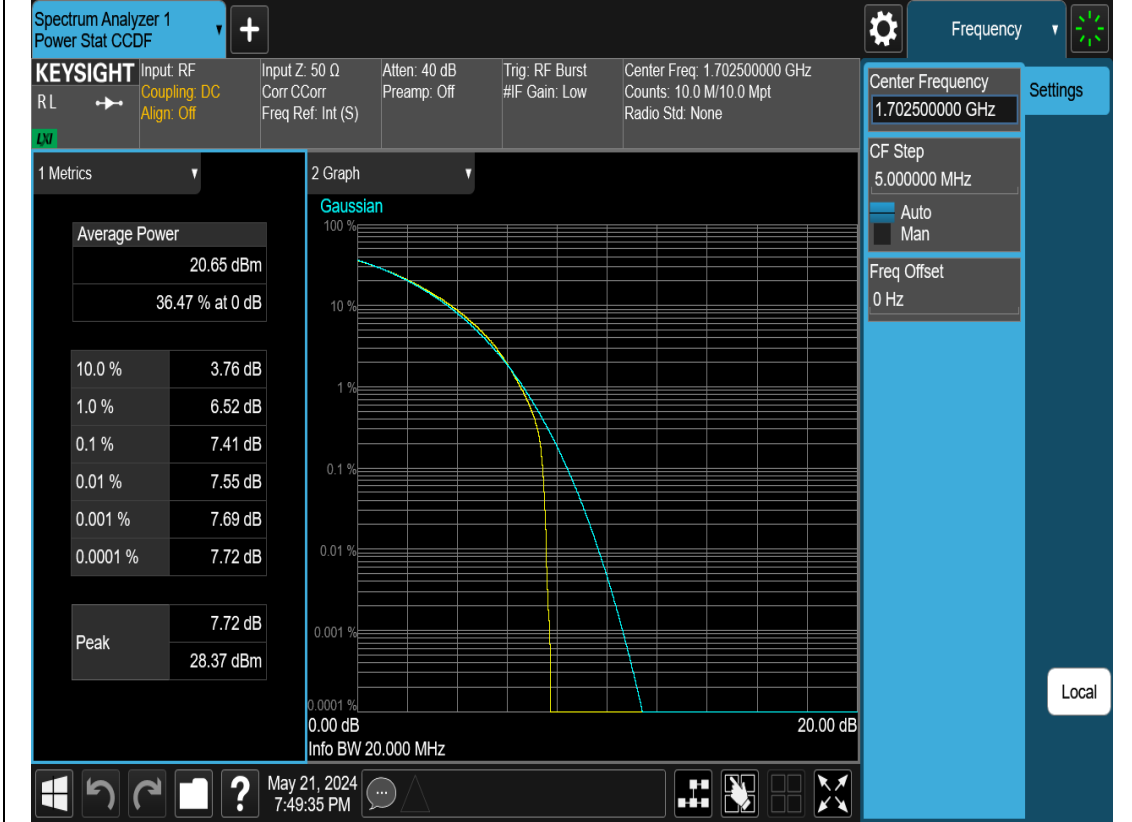 Spectrum Analyzer 1
Power Stat CCDF
▼
+
Frequency
▼
KEYSIGHT
RL
LXI
Input: RF
Coupling: DC
Align: Off
Input Z: 50 Ω
Corr CCorr
Freq Ref: Int (S)
Atten: 40 dB
Preamp: Off
Trig: RF Burst
#IF Gain: Low
Center Freq: 1.702500000 GHz
Counts: 10.0 M/10.0 Mpt
Radio Std: None
1 Metrics ▼
Average Power
20.65 dBm
36.47 % at 0 dB
10.0 % 3.76 dB
1.0 % 6.52 dB
0.1 % 7.41 dB
0.01 % 7.55 dB
0.001 % 7.69 dB
0.0001 % 7.72 dB
Peak
7.72 dB
28.37 dBm
2 Graph ▼
Gaussian
100 %
10 %
1 %
0.1 %
0.01 %
0.001 %
0.0001 %
0.00 dB 20.00 dB
Info BW 20.000 MHz
Center Frequency
1.702500000 GHz
CF Step
5.000000 MHz
Auto
Man
Freq Offset
0 Hz
Settings
Local
?
May 21, 2024
7:49:35 PM